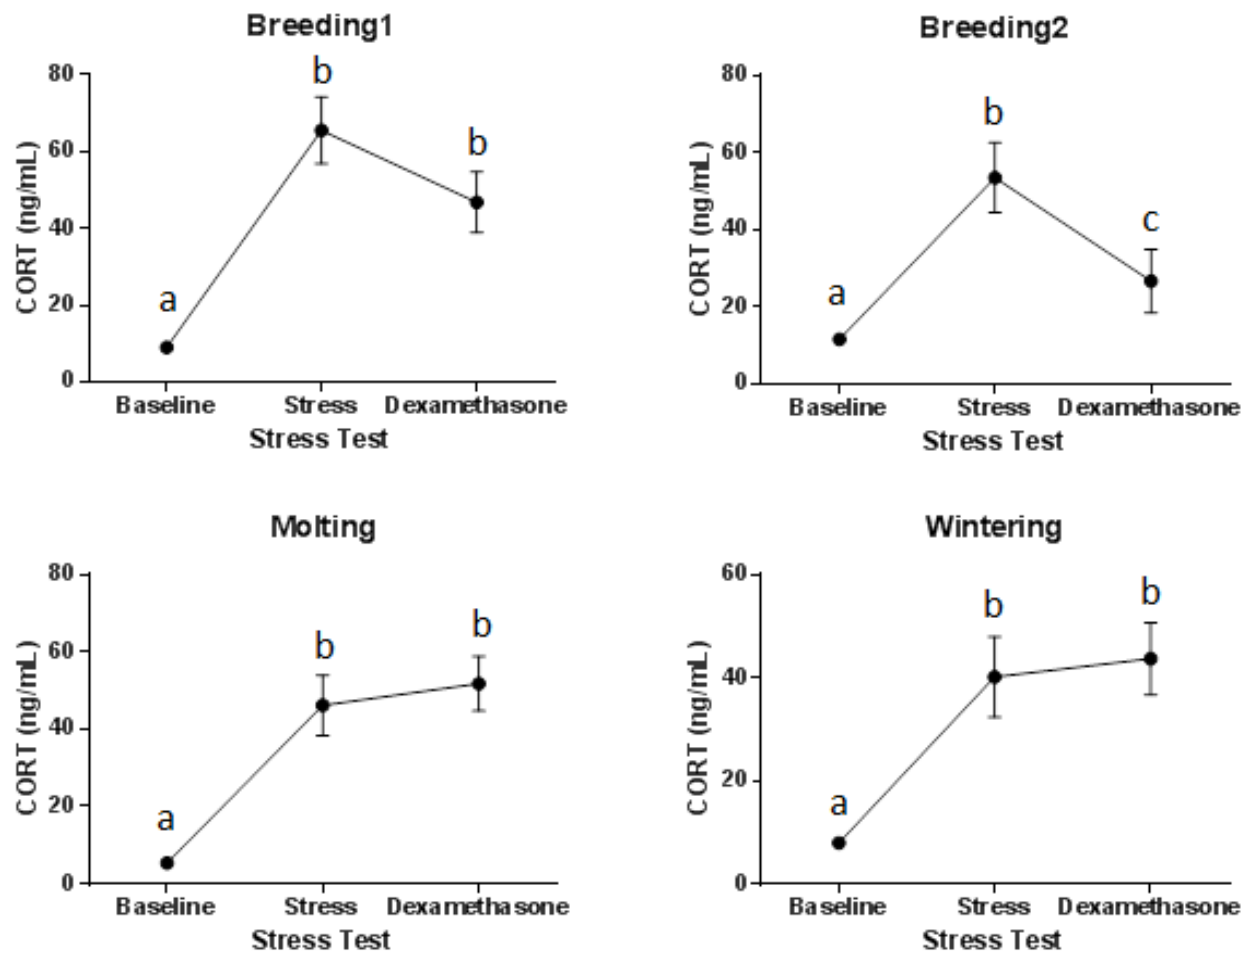 Breeding1
80
60
40
20
0
CORT (ng/mL)
a
b
b
Baseline Stress Dexamethasone
Stress Test
Breeding2
80
60
40
20
0
CORT (ng/mL)
a
b
c
Baseline Stress Dexamethasone
Stress Test
Molting
80
60
40
20
0
CORT (ng/mL)
a
b
b
Baseline Stress Dexamethasone
Stress Test
Wintering
60
40
20
0
CORT (ng/mL)
a
b
b
Baseline Stress Dexamethasone
Stress Test